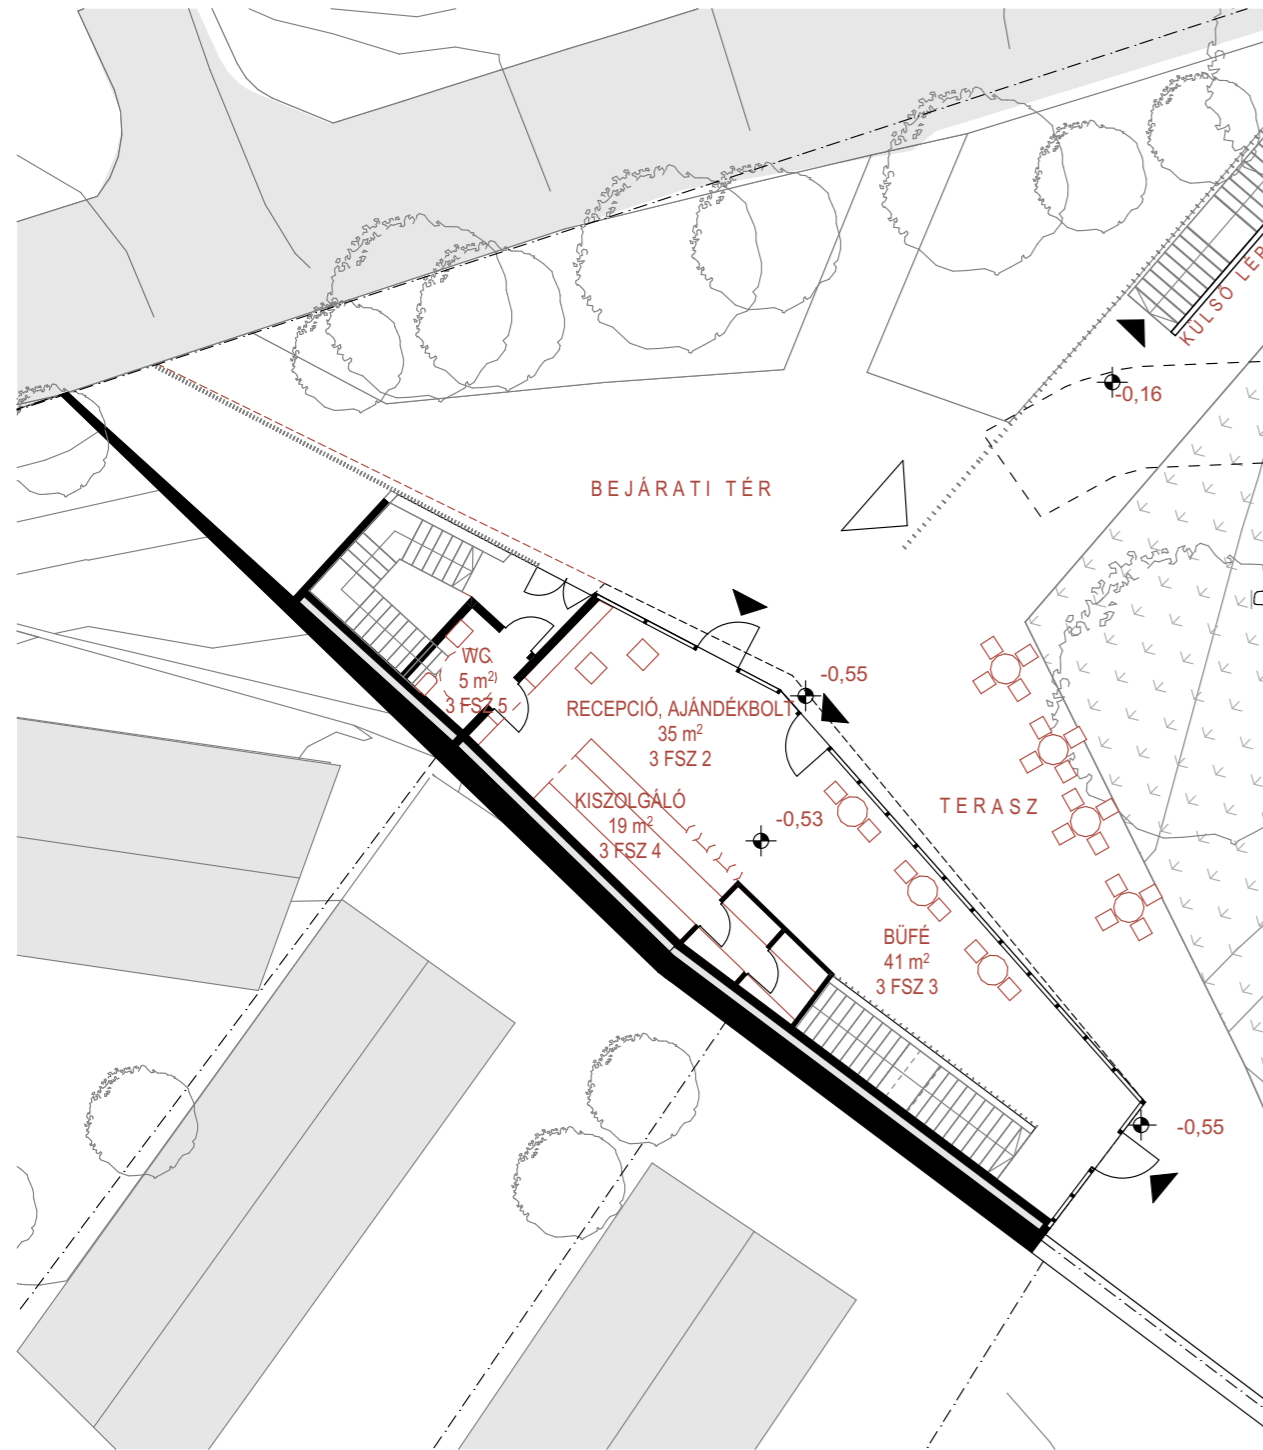 KÜLSŐ LÉP
-0,16
BEJÁRATI TÉR
WC
5 m²
3 FSZ 5
-0,55
RECEPCIÓ, AJÁNDÉKBOLT
35 m²
3 FSZ 2
KISZOLGÁLÓ
19 m²
3 FSZ 4
-0,53
TERASZ
BÜFÉ
41 m²
3 FSZ 3
-0,55